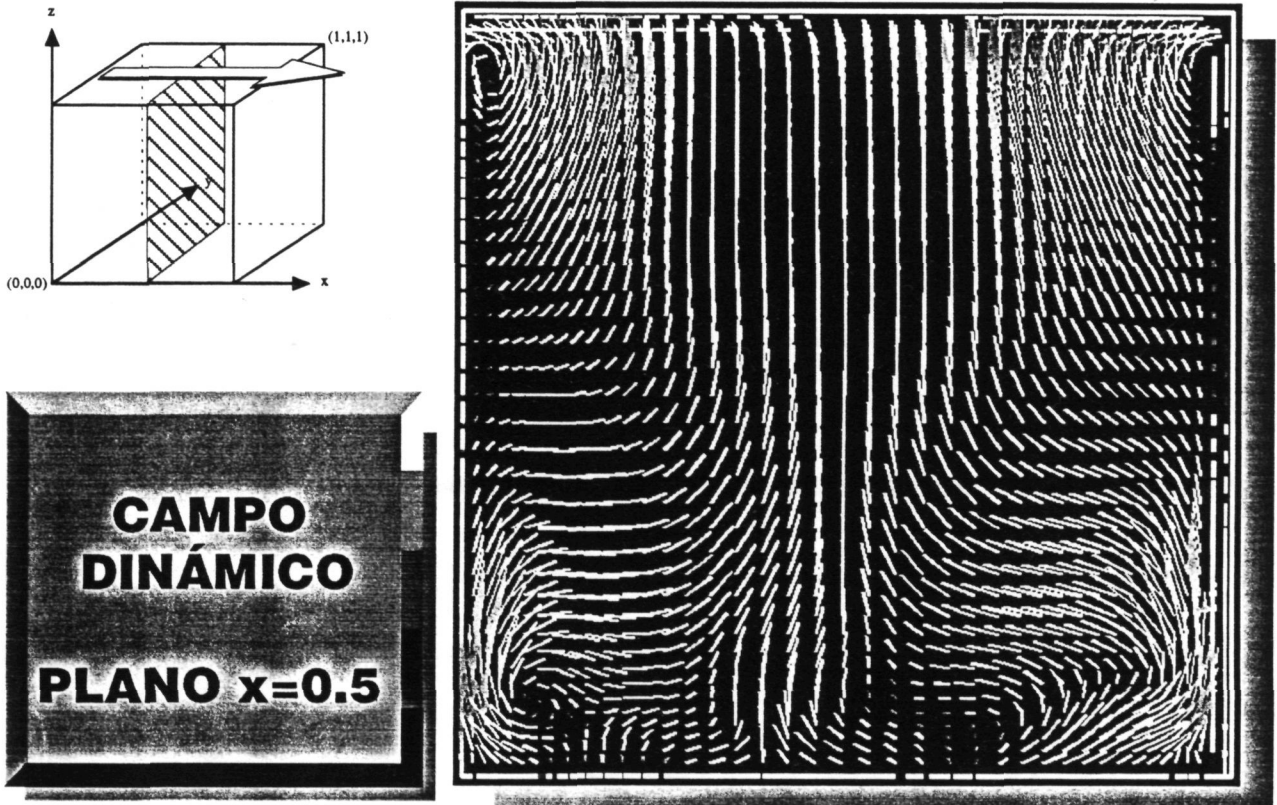 z
(1,1,1)
y
(0,0,0)
x
CAMPO
DINÁMICO
PLANO x=0.5